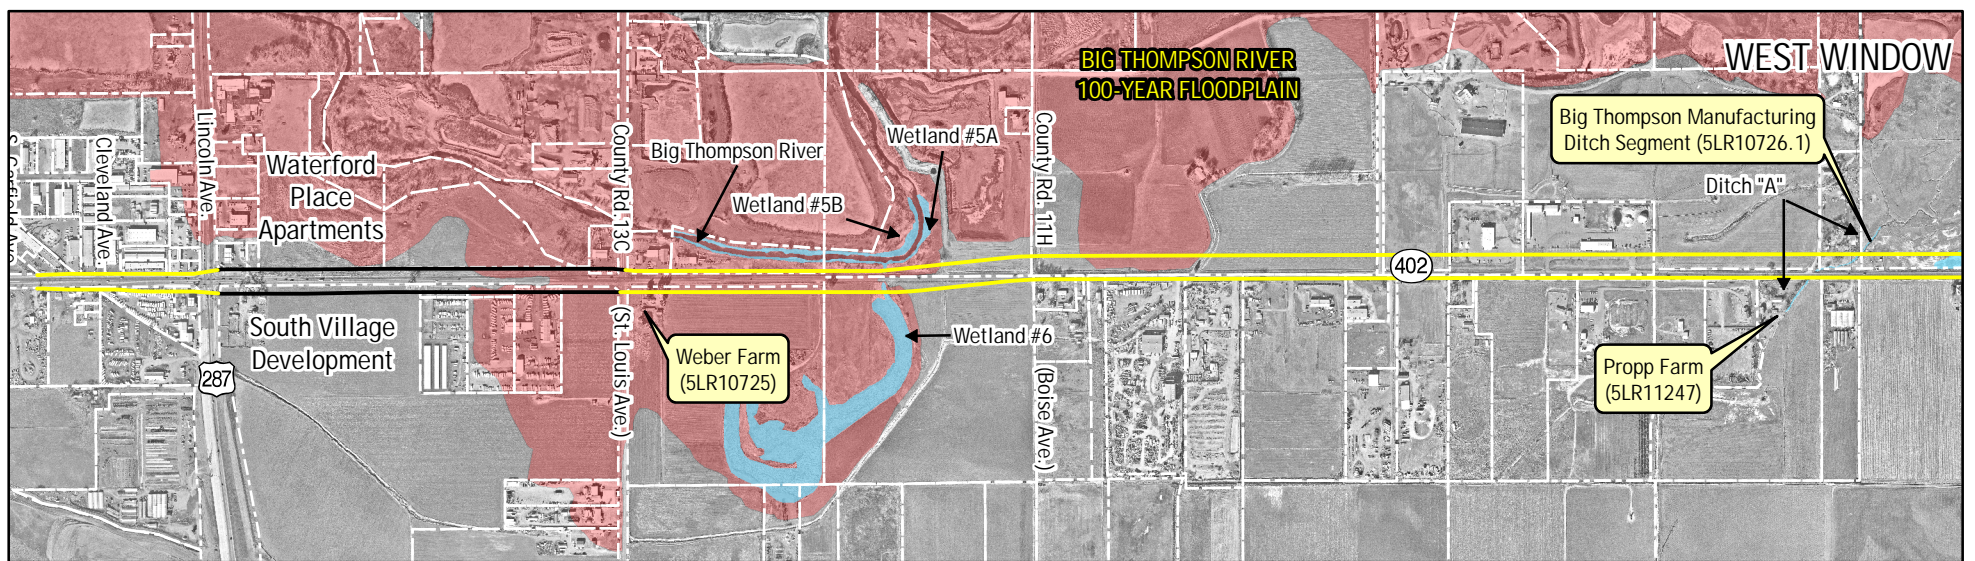 WEST WINDOW
BIG THOMPSON RIVER
100-YEAR FLOODPLAIN
Big Thompson Manufacturing
Ditch Segment (5LR10726.1)
Ditch "A"
S. Garfield Ave.
Cleveland Ave.
Lincoln Ave.
Waterford
Place
Apartments
County Rd. 13C
(St. Louis Ave.)
Big Thompson River
Wetland #5A
Wetland #5B
County Rd. 11H
(Boise Ave.)
402
South Village
Development
287
Weber Farm
(5LR10725)
Wetland #6
Propp Farm
(5LR11247)